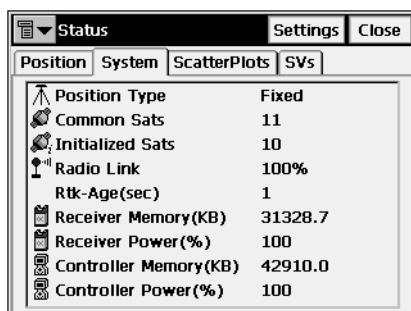 Status Settings Close
Position System ScatterPlots SVs
Position Type Fixed
Common Sats 11
Initialized Sats 10
Radio Link 100%
Rtk-Age(sec) 1
Receiver Memory(KB) 31328.7
Receiver Power(%) 100
Controller Memory(KB) 42910.0
Controller Power(%) 100